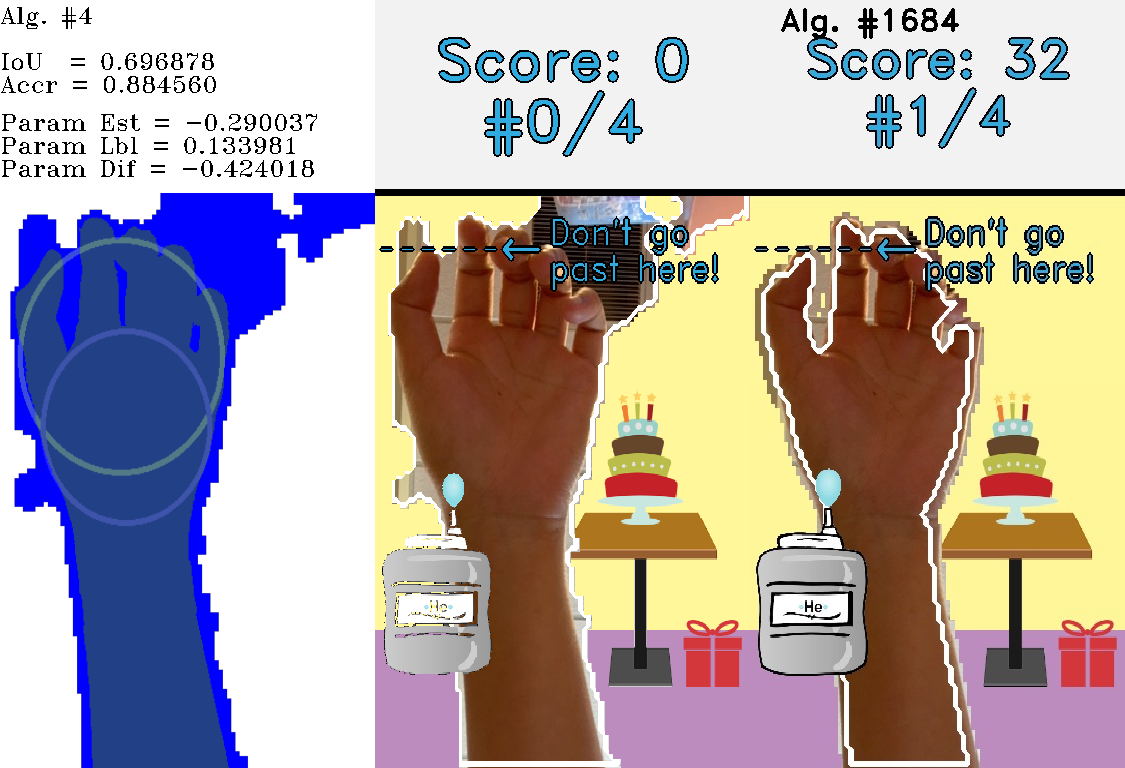 Alg. #4
IoU = 0.696878
Accr = 0.884560
Param Est = −0.290037
Param Lbl = 0.133981
Param Dif = −0.424018
Score: 0
#0/4
Don't go
past here!
He
Alg. #1684
Score: 32
#1/4
Don't go
past here!
He